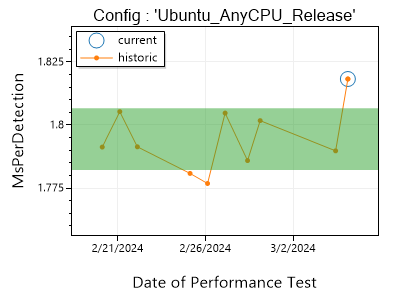 Config : 'Ubuntu_AnyCPU_Release'
current
historic
1.825
1.8
1.775
MsPerDetection
2/21/2024
2/26/2024
3/2/2024
Date of Performance Test